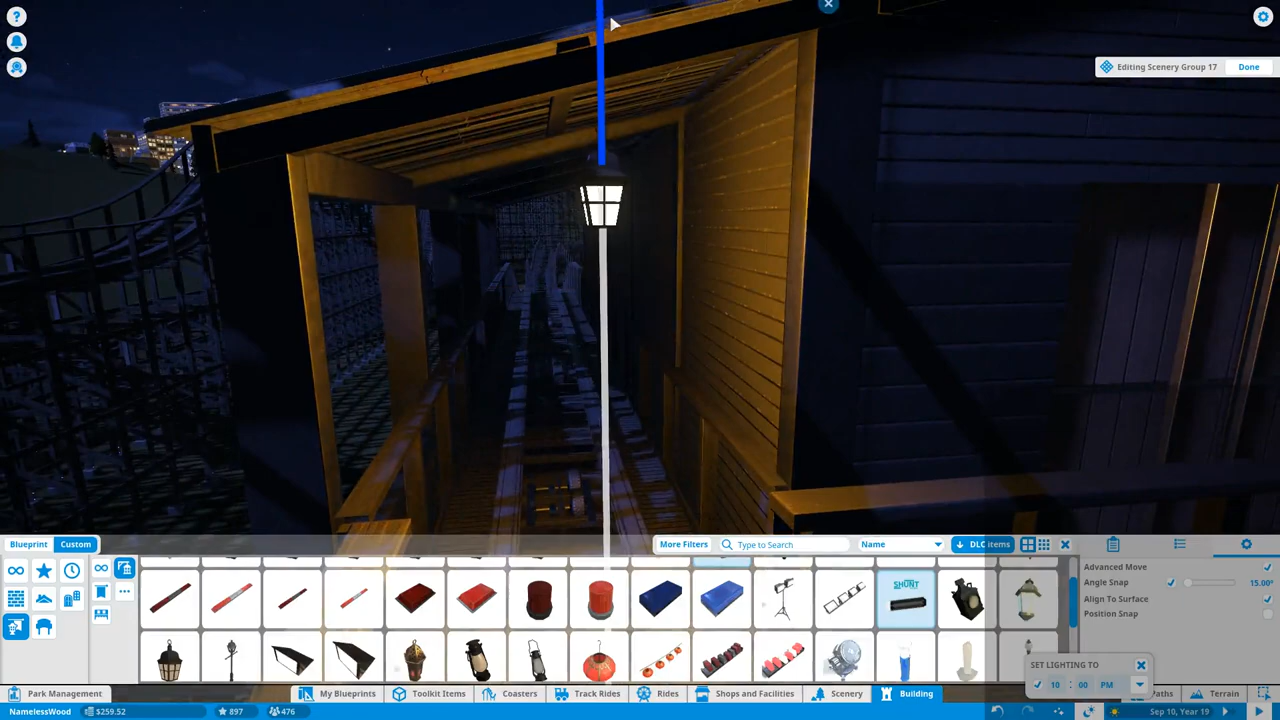 Editing Scenery Group 17 Done
Blueprint Custom More Filters Type to Search Name DLC items
Advanced Move
Angle Snap 15.00°
Align To Surface
Position Snap
SHUNT
SET LIGHTING TO
10 : 00 PM
Park Management My Blueprints Toolkit Items Coasters Track Rides Rides Shops and Facilities Scenery Building Paths Terrain
NamelessWood $259.52 897 476 Sep 10, Year 19